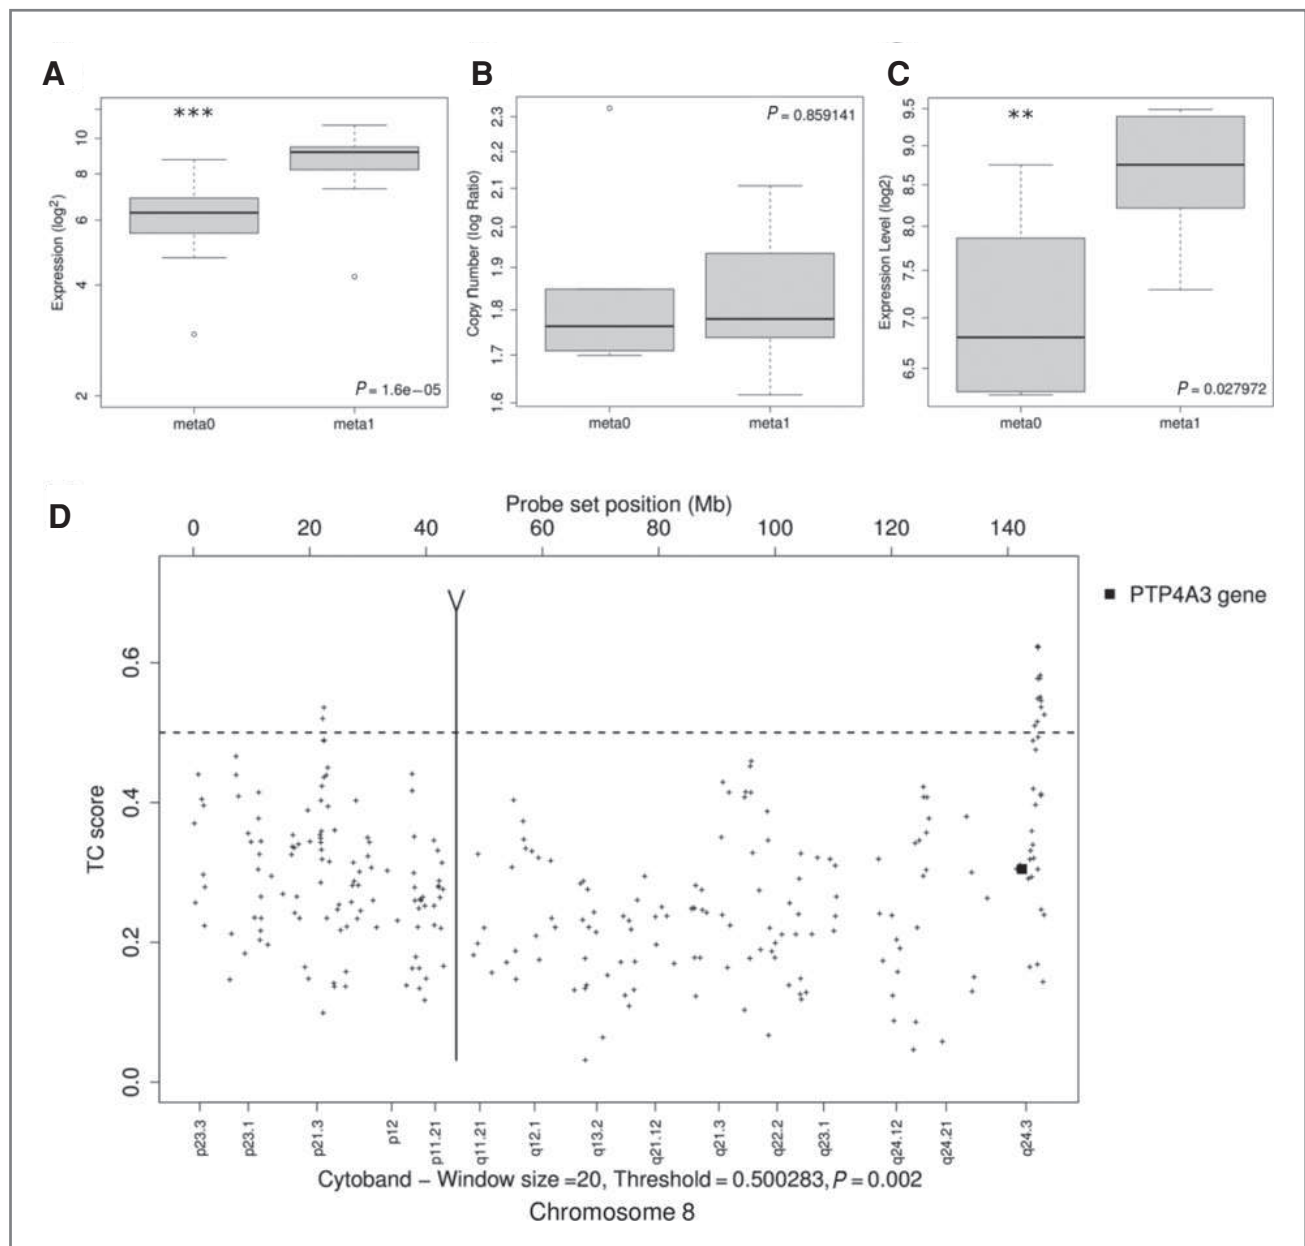 A
***
Expression (log2)
10
8
6
4
2
P = 1.6e−05
meta0
meta1
B
P = 0.859141
Copy number (log Ratio)
2.3
2.2
2.1
2.0
1.9
1.8
1.7
1.6
meta0
meta1
C
**
Expression Level (log2)
9.5
9.0
8.5
8.0
7.5
7.0
6.5
P = 0.027972
meta0
meta1
D
Probe set position (Mb)
0 20 40 60 80 100 120 140
PTP4A3 gene
TC score
0.6
0.4
0.2
0.0
p23.3 p23.1 p21.3 p12 p11.21 q11.21 q12.1 q13.2 q21.12 q21.3 q22.2 q23.1 q24.12 q24.21 q24.3
Cytoband − Window size =20, Threshold = 0.500283, P = 0.002
Chromosome 8